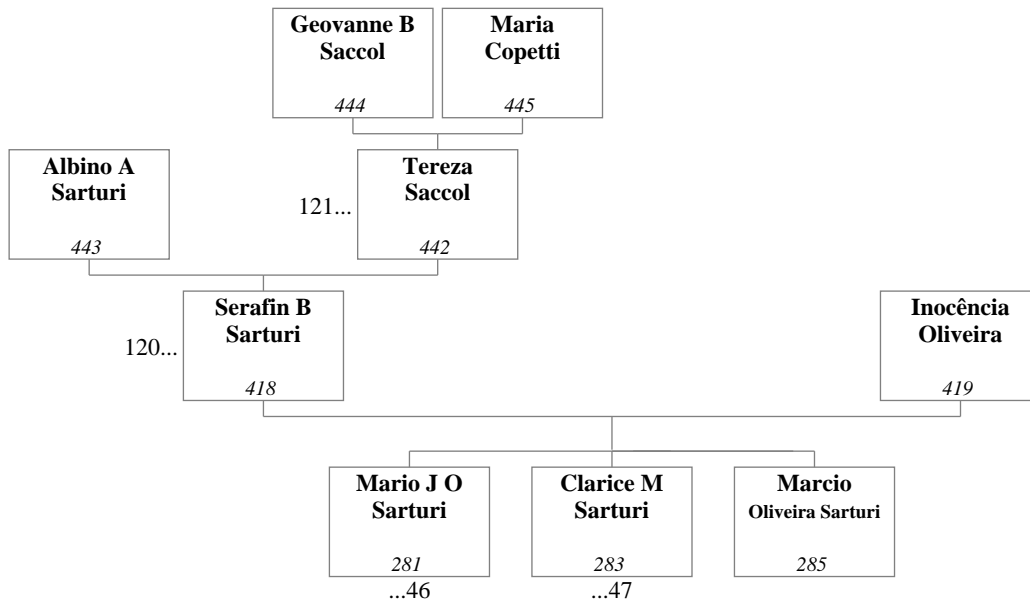 Geovanne B
Saccol
444
Maria
Copetti
445
Albino A
Sarturi
443
121...
Tereza
Saccol
442
120...
Serafin B
Sarturi
418
Inocência
Oliveira
419
Mario J O
Sarturi
281
...46
Clarice M
Sarturi
283
...47
Marcio
Oliveira Sarturi
285